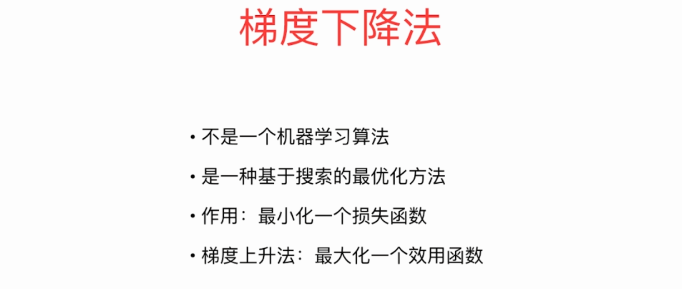 梯度下降法
• 不是一个机器学习算法
• 是一种基于搜索的最优化方法
• 作用：最小化一个损失函数
• 梯度上升法：最大化一个效用函数